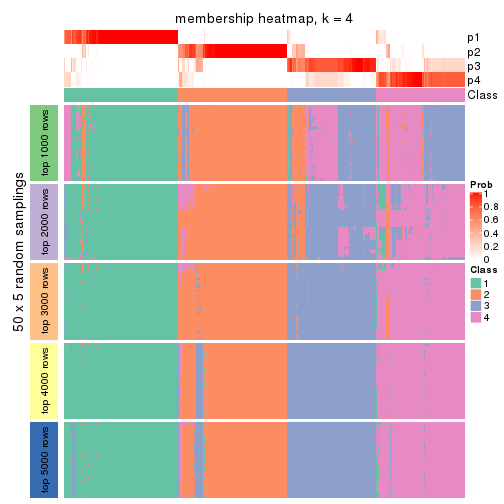 membership heatmap, k = 4
p1
p2
p3
p4
Class
50 x 5 random samplings
top 1000 rows
top 2000 rows
top 3000 rows
top 4000 rows
top 5000 rows
Prob
1
0.8
0.6
0.4
0.2
0
Class
1
2
3
4